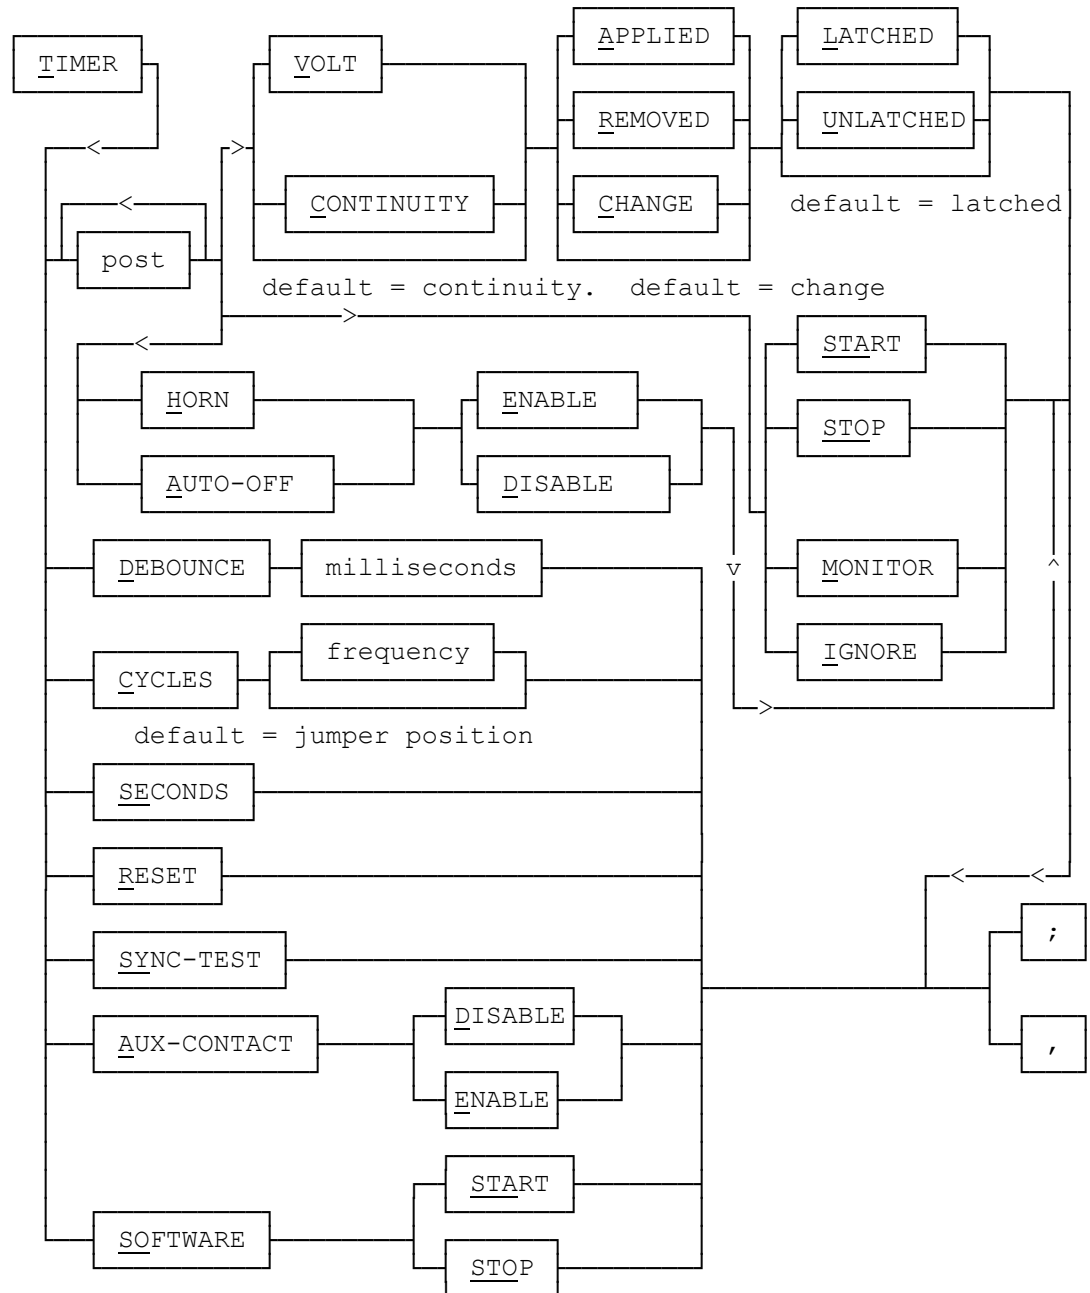 APPLIED LATCHED
TIMER VOLT
REMOVED UNLATCHED
< >
< CONTINUITY CHANGE default = latched
post
default = continuity. default = change
>
< START
HORN ENABLE
STOP
AUTO-OFF DISABLE
DEBOUNCE milliseconds v MONITOR ^
frequency IGNORE
CYCLES
>
default = jumper position
SECONDS
RESET < <
;
SYNC-TEST
DISABLE
AUX-CONTACT ,
ENABLE
START
SOFTWARE
STOP